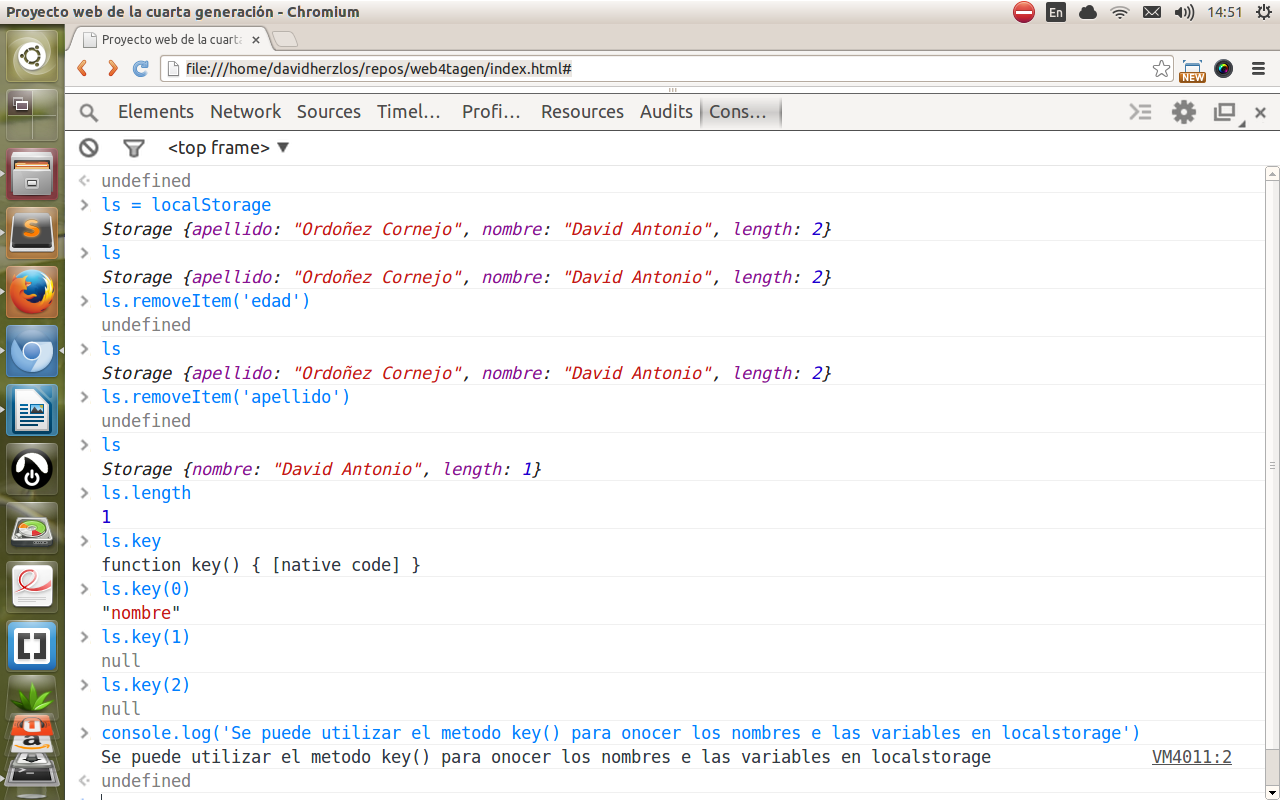 Proyecto web de la cuarta generación - Chromium
En
14:51
Proyecto web de la cuarta
file:///home/davidherzlos/repos/web4tagen/index.html#
NEW
Elements Network Sources Timel… Profi… Resources Audits Cons…
<top frame>
undefined
ls = localStorage
Storage {apellido: "Ordoñez Cornejo", nombre: "David Antonio", length: 2}
ls
Storage {apellido: "Ordoñez Cornejo", nombre: "David Antonio", length: 2}
ls.removeItem('edad')
undefined
ls
Storage {apellido: "Ordoñez Cornejo", nombre: "David Antonio", length: 2}
ls.removeItem('apellido')
undefined
ls
Storage {nombre: "David Antonio", length: 1}
ls.length
1
ls.key
function key() { [native code] }
ls.key(0)
"nombre"
ls.key(1)
null
ls.key(2)
null
console.log('Se puede utilizar el metodo key() para onocer los nombres e las variables en localstorage')
Se puede utilizar el metodo key() para onocer los nombres e las variables en localstorage VM4011:2
undefined